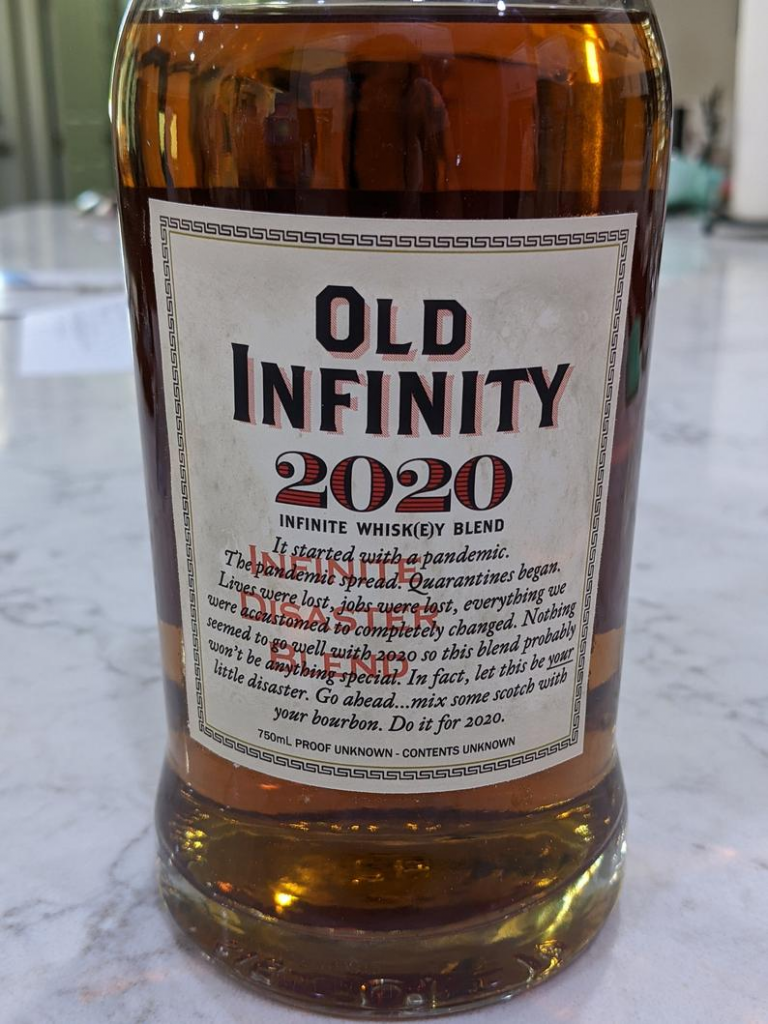 OLD
INFINITY
2020
INFINITE WHISK(E)Y BLEND
It started with a pandemic.
The pandemic spread. Quarantines began.
Lives were lost, jobs were lost, everything we
were accustomed to completely changed. Nothing
seemed to go well with 2020 so this blend probably
won't be anything special. In fact, let this be your
little disaster. Go ahead...mix some scotch with
your bourbon. Do it for 2020.
INFINITE
DISASTER
BLEND
750mL PROOF UNKNOWN - CONTENTS UNKNOWN